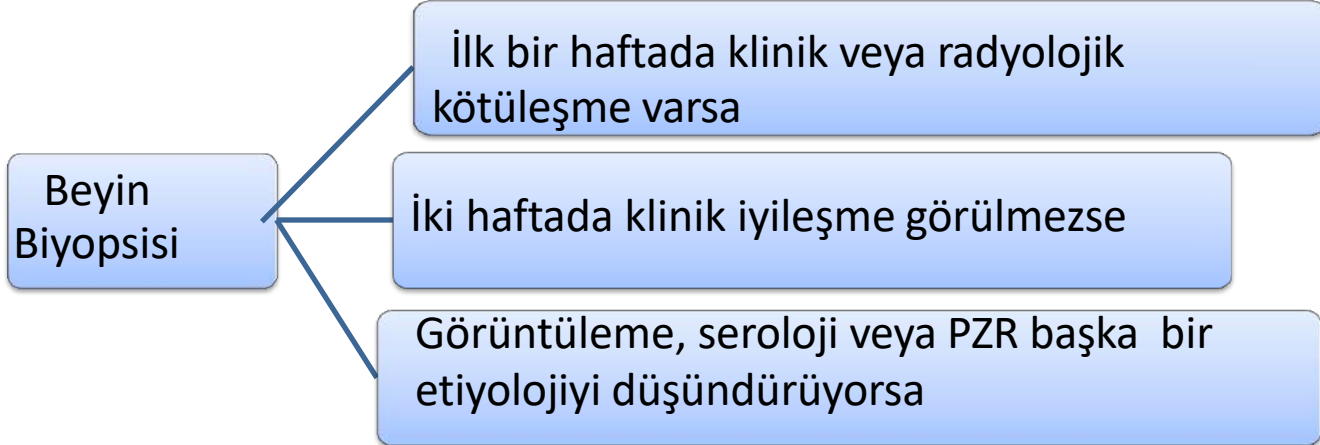 İlk bir haftada klinik veya radyolojik
kötüleşme varsa
Beyin
Biyopsisi
İki haftada klinik iyileşme görülmezse
Görüntüleme, seroloji veya PZR başka bir
etiyolojiyi düşündürüyorsa